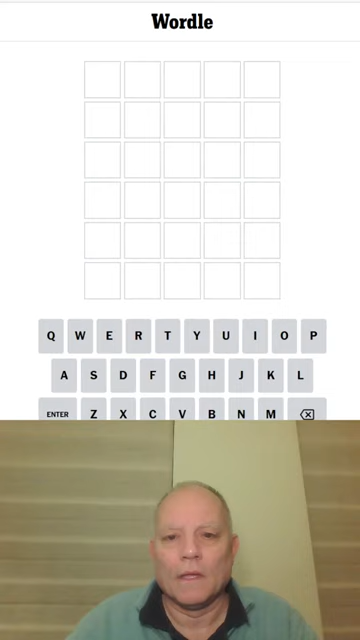 Wordle
Q W E R T Y U I O P
A S D F G H J K L
ENTER Z X C V B N M